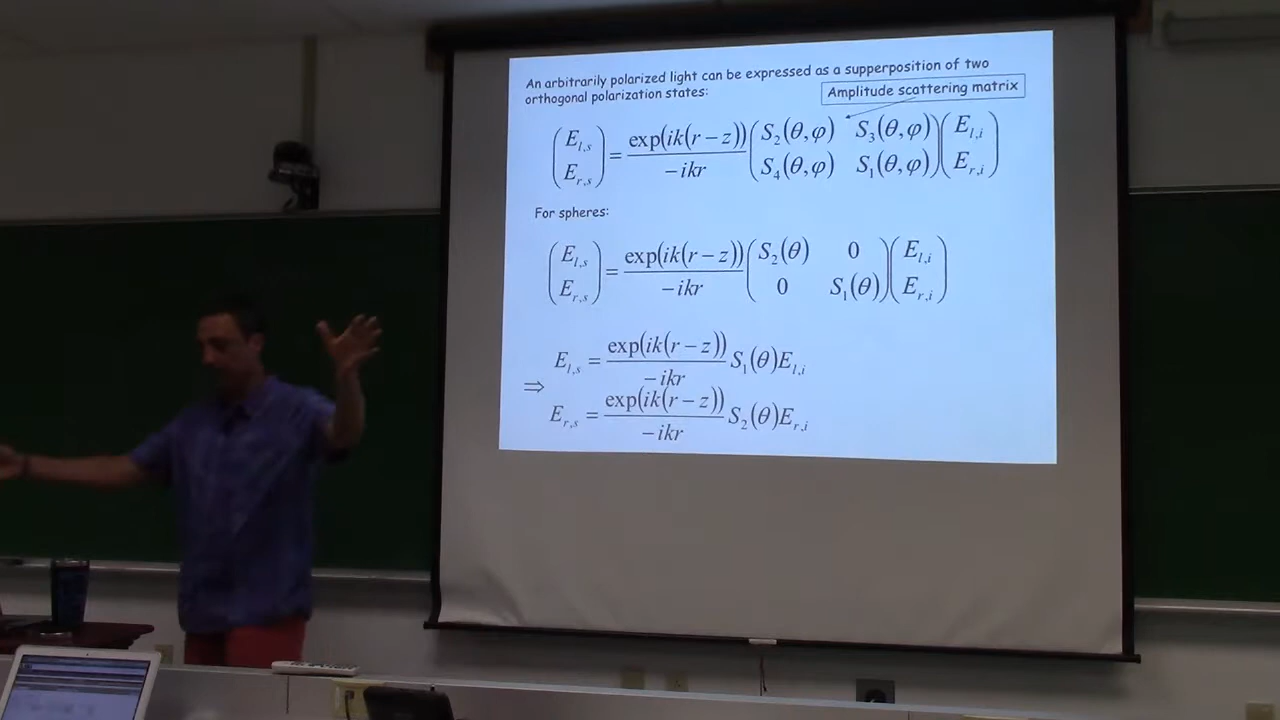 An arbitrarily polarized light can be expressed as a supperposition of two
orthogonal polarization states:
Amplitude scattering matrix
(E_{l,s} ; E_{r,s}) = exp(ik(r − z)) / −ikr (S_2(θ,φ) S_3(θ,φ) ; S_4(θ,φ) S_1(θ,φ)) (E_{l,i} ; E_{r,i})
For spheres:
(E_{l,s} ; E_{r,s}) = exp(ik(r − z)) / −ikr (S_2(θ) 0 ; 0 S_1(θ)) (E_{l,i} ; E_{r,i})
E_{l,s} = exp(ik(r − z)) / −ikr S_1(θ)E_{l,i}
⇒
E_{r,s} = exp(ik(r − z)) / −ikr S_2(θ)E_{r,i}